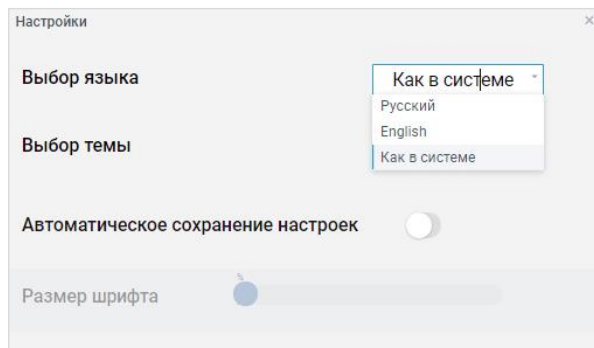 Настройки
Выбор языка
Как в системе
Русский
English
Как в системе
Выбор темы
Автоматическое сохранение настроек
Размер шрифта